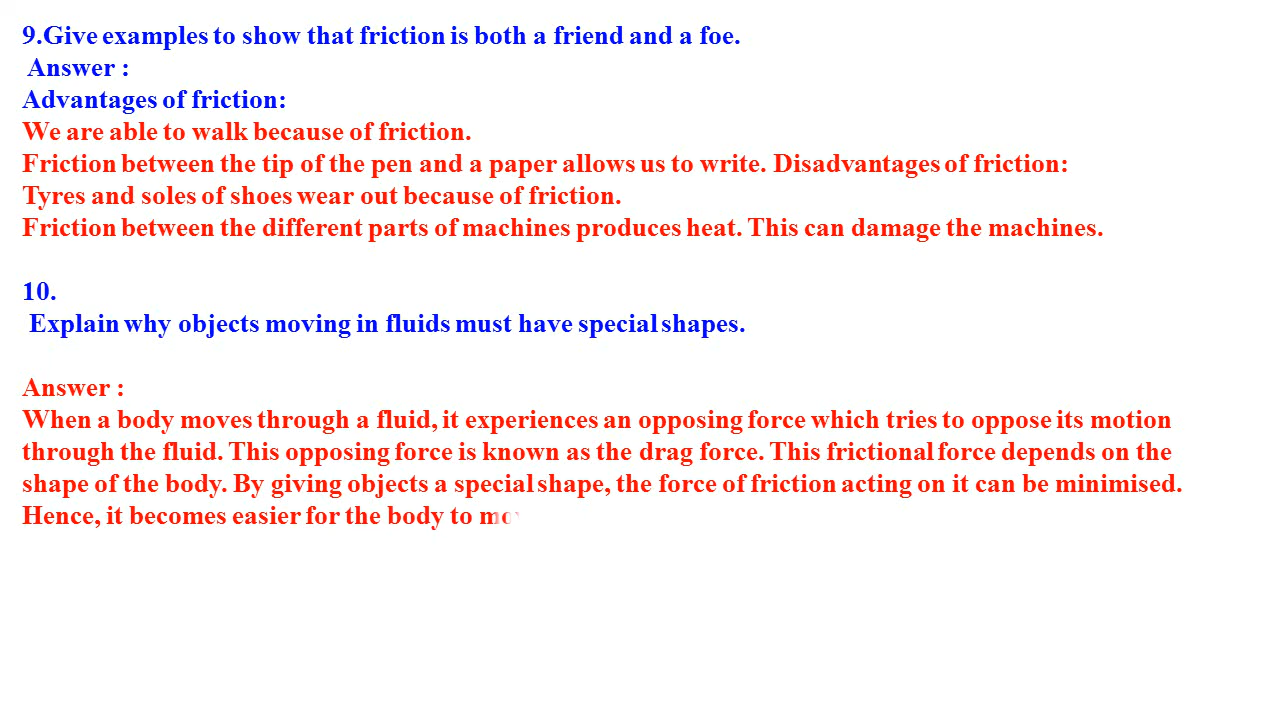 9.Give examples to show that friction is both a friend and a foe.
Answer :
Advantages of friction:
We are able to walk because of friction.
Friction between the tip of the pen and a paper allows us to write. Disadvantages of friction:
Tyres and soles of shoes wear out because of friction.
Friction between the different parts of machines produces heat. This can damage the machines.
10.
Explain why objects moving in fluids must have special shapes.
Answer :
When a body moves through a fluid, it experiences an opposing force which tries to oppose its motion
through the fluid. This opposing force is known as the drag force. This frictional force depends on the
shape of the body. By giving objects a special shape, the force of friction acting on it can be minimised.
Hence, it becomes easier for the body to